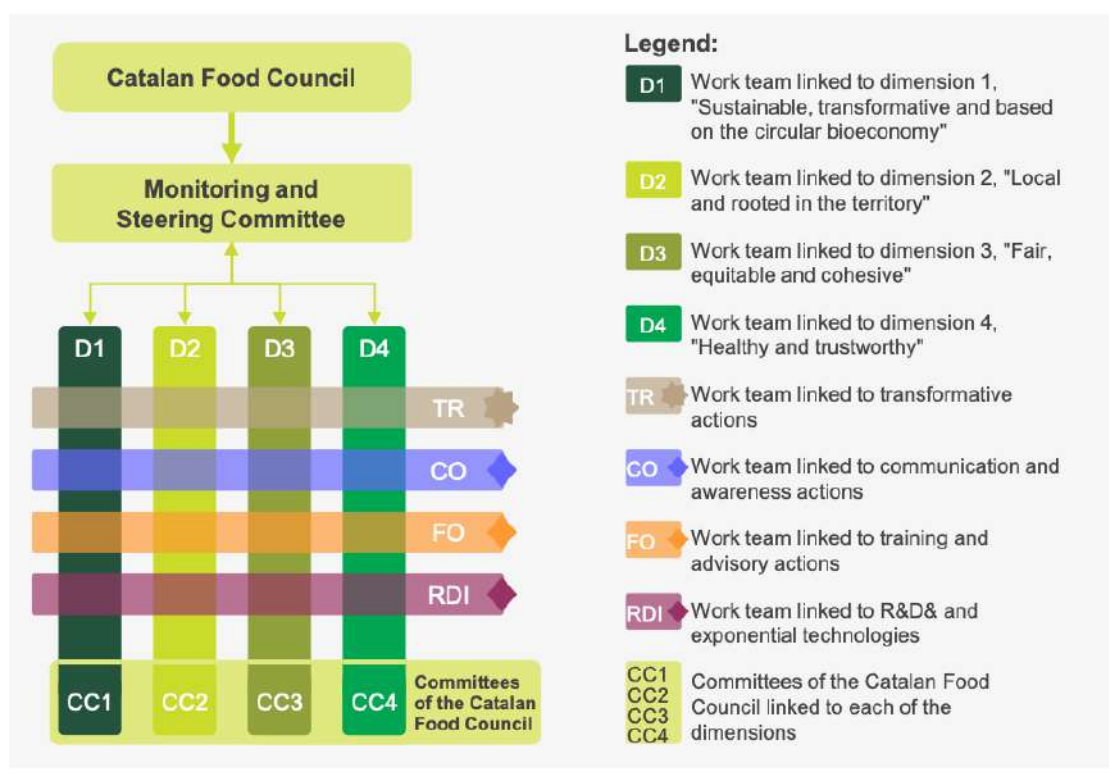 Catalan Food Council
Monitoring and
Steering Committee
D1 D2 D3 D4
TR
CO
FO
RDI
CC1 CC2 CC3 CC4
Committees
of the Catalan
Food Council
Legend:
D1
Work team linked to dimension 1,
"Sustainable, transformative and based
on the circular bioeconomy"
D2
Work team linked to dimension 2, "Local
and rooted in the territory"
D3
Work team linked to dimension 3, "Fair,
equitable and cohesive"
D4
Work team linked to dimension 4,
"Healthy and trustworthy"
TR
Work team linked to transformative
actions
CO
Work team linked to communication and
awareness actions
FO
Work team linked to training and
advisory actions
RDI
Work team linked to R&D& and
exponential technologies
CC1
CC2
CC3
CC4
Committees of the Catalan Food
Council linked to each of the
dimensions